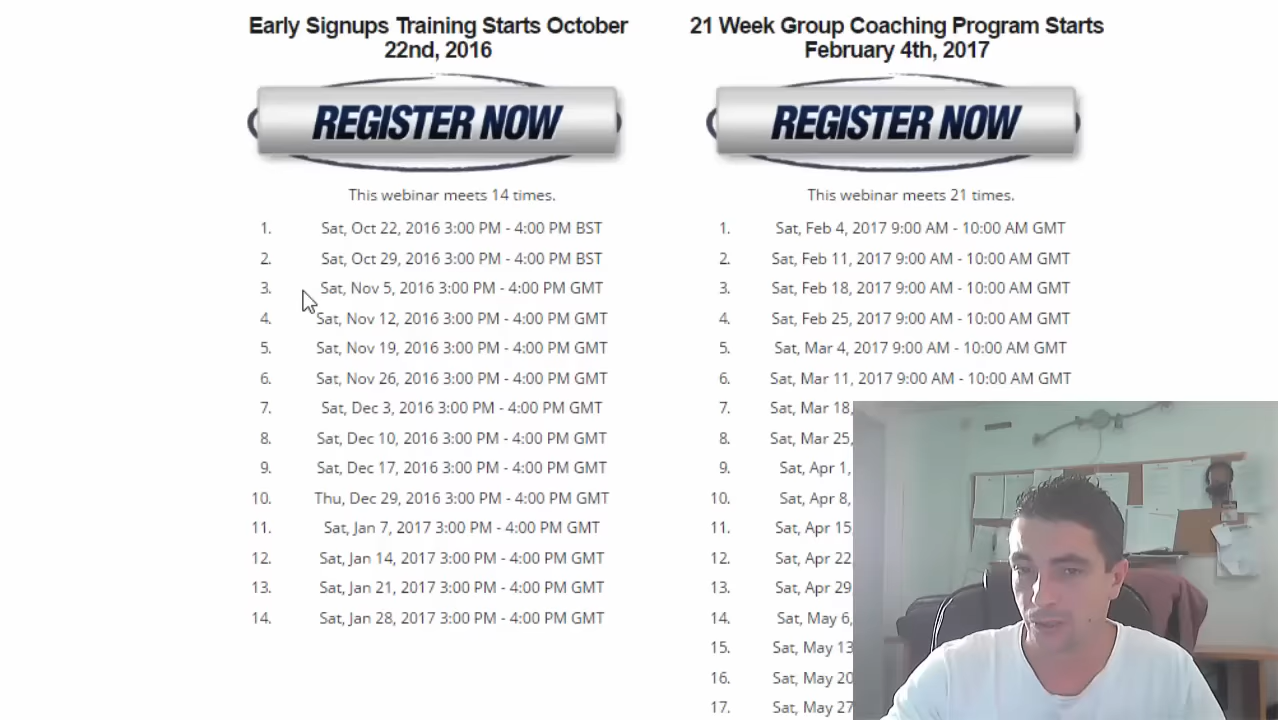 Early Signups Training Starts October
22nd, 2016
REGISTER NOW
This webinar meets 14 times.
1. Sat, Oct 22, 2016 3:00 PM - 4:00 PM BST
2. Sat, Oct 29, 2016 3:00 PM - 4:00 PM BST
3. Sat, Nov 5, 2016 3:00 PM - 4:00 PM GMT
4. Sat, Nov 12, 2016 3:00 PM - 4:00 PM GMT
5. Sat, Nov 19, 2016 3:00 PM - 4:00 PM GMT
6. Sat, Nov 26, 2016 3:00 PM - 4:00 PM GMT
7. Sat, Dec 3, 2016 3:00 PM - 4:00 PM GMT
8. Sat, Dec 10, 2016 3:00 PM - 4:00 PM GMT
9. Sat, Dec 17, 2016 3:00 PM - 4:00 PM GMT
10. Thu, Dec 29, 2016 3:00 PM - 4:00 PM GMT
11. Sat, Jan 7, 2017 3:00 PM - 4:00 PM GMT
12. Sat, Jan 14, 2017 3:00 PM - 4:00 PM GMT
13. Sat, Jan 21, 2017 3:00 PM - 4:00 PM GMT
14. Sat, Jan 28, 2017 3:00 PM - 4:00 PM GMT
21 Week Group Coaching Program Starts
February 4th, 2017
REGISTER NOW
This webinar meets 21 times.
1. Sat, Feb 4, 2017 9:00 AM - 10:00 AM GMT
2. Sat, Feb 11, 2017 9:00 AM - 10:00 AM GMT
3. Sat, Feb 18, 2017 9:00 AM - 10:00 AM GMT
4. Sat, Feb 25, 2017 9:00 AM - 10:00 AM GMT
5. Sat, Mar 4, 2017 9:00 AM - 10:00 AM GMT
6. Sat, Mar 11, 2017 9:00 AM - 10:00 AM GMT
7. Sat, Mar 18,
8. Sat, Mar 25,
9. Sat, Apr 1,
10. Sat, Apr 8,
11. Sat, Apr 15
12. Sat, Apr 22
13. Sat, Apr 29
14. Sat, May 6,
15. Sat, May 13
16. Sat, May 20
17. Sat, May 27